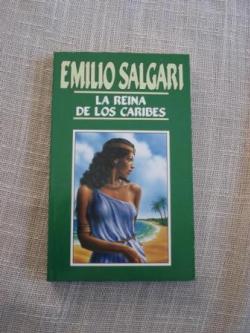 EMILIO SALGARI
LA REINA
DE LOS CARIBES